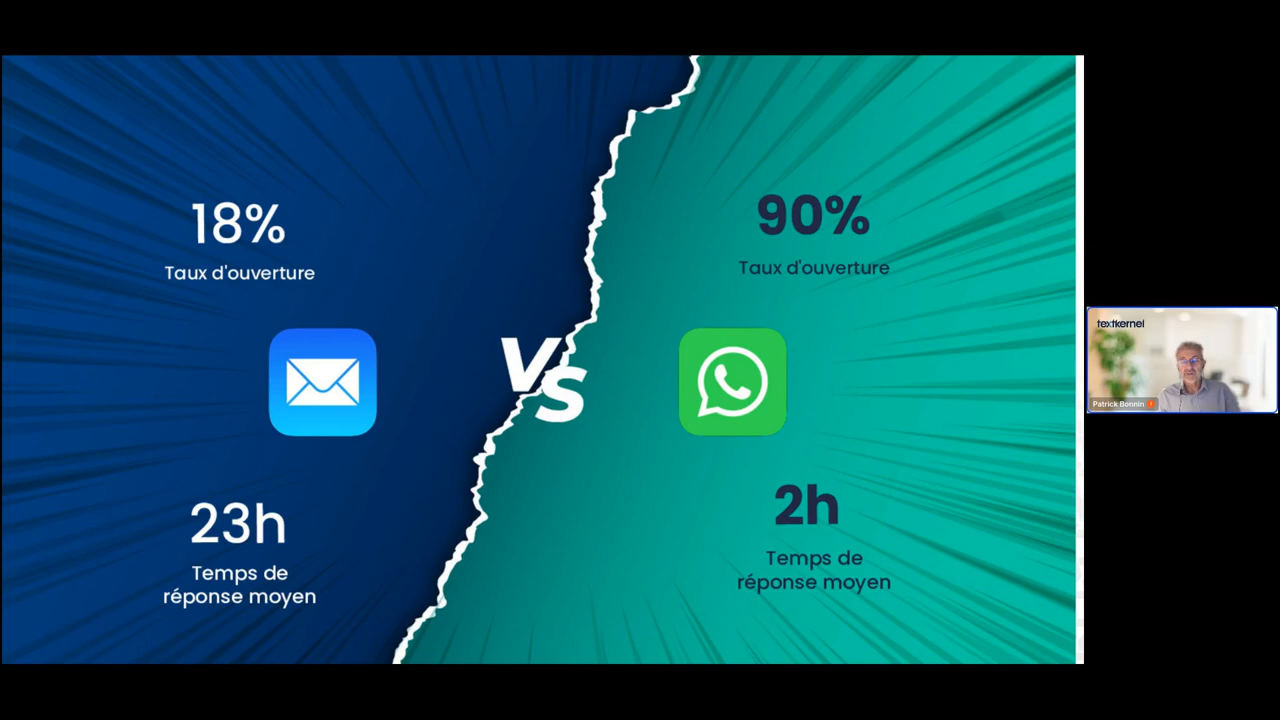 18%
Taux d'ouverture
23h
Temps de
réponse moyen
VS
90%
Taux d'ouverture
2h
Temps de
réponse moyen
textkernel
Patrick Bonnin